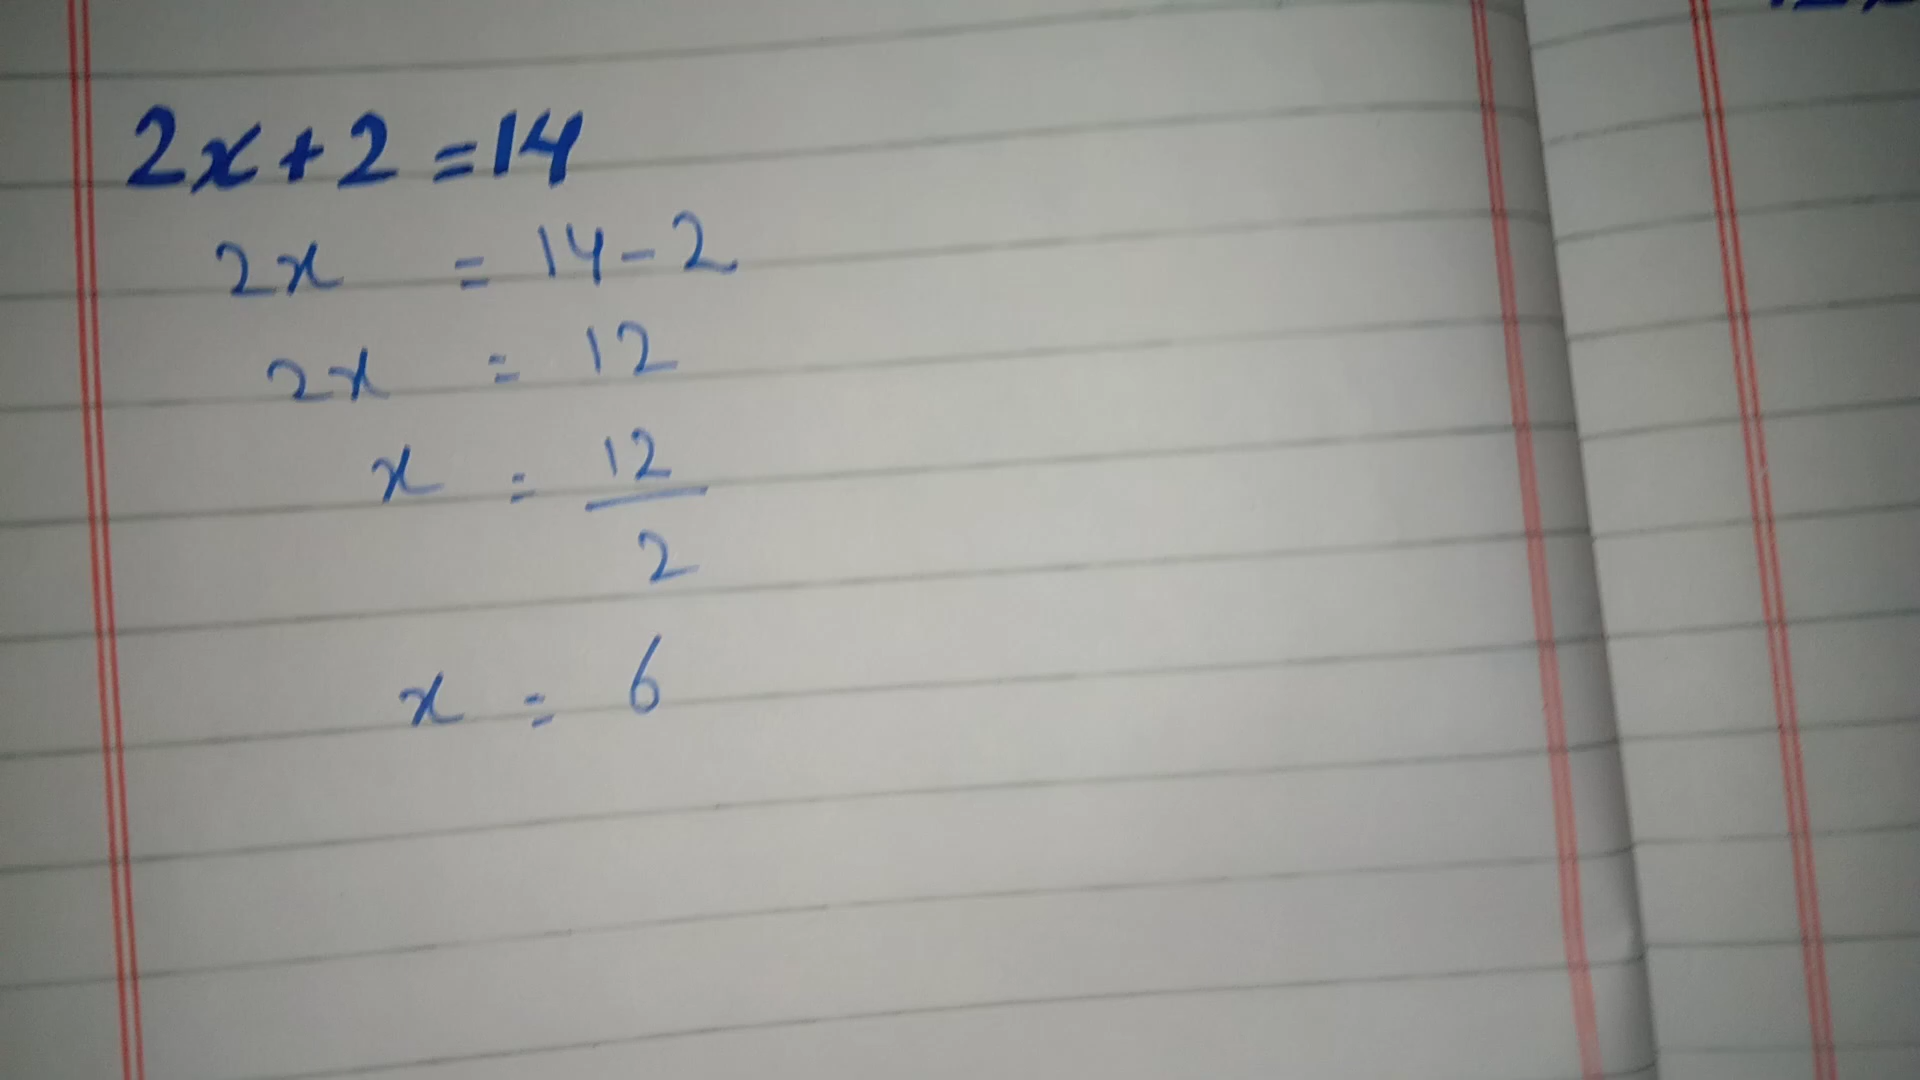 2x + 2 = 14
2x = 14 - 2
2x = 12
x = 12/2
x = 6